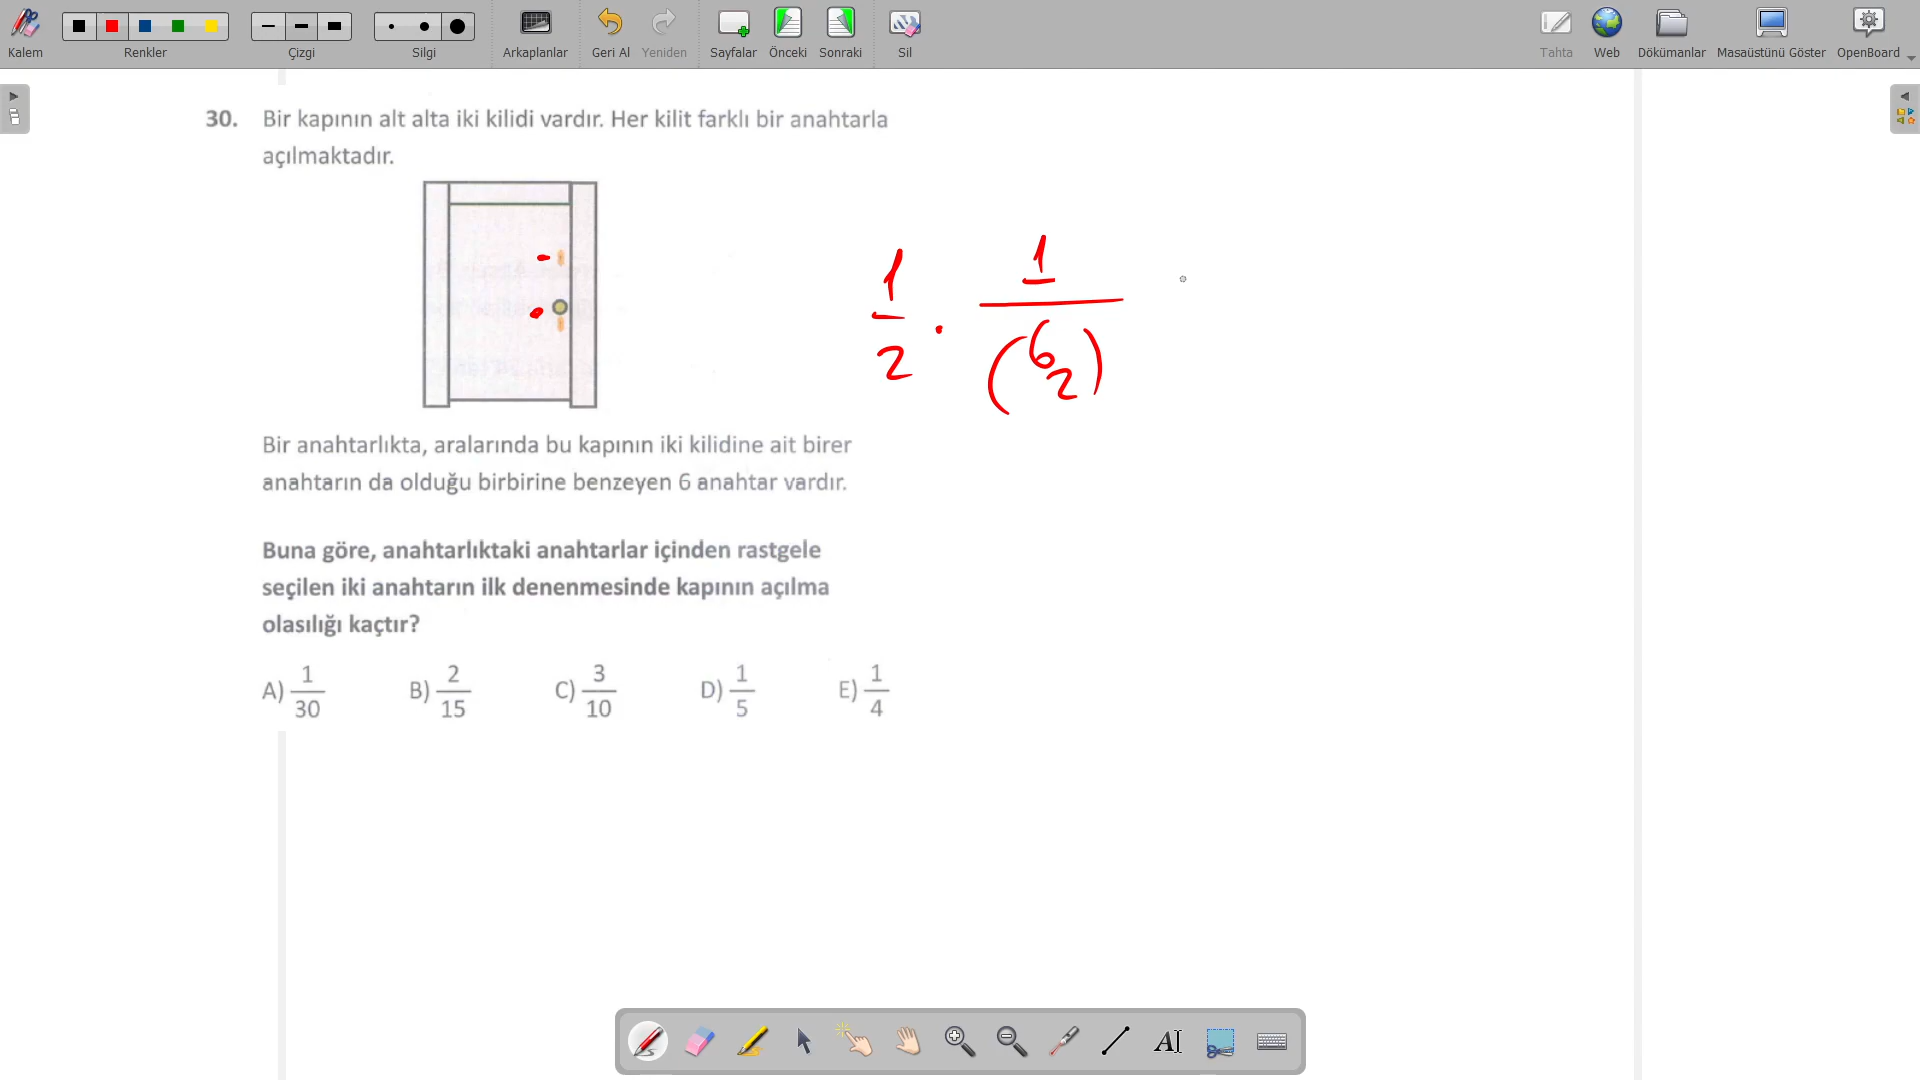 Kalem Renkler Çizgi Silgi Arkaplanlar Geri Al Yeniden Sayfalar Önceki Sonraki Sil Tahta Web Dökümanlar Masaüstünü Göster OpenBoard
30. Bir kapının alt alta iki kilidi vardır. Her kilit farklı bir anahtarla
açılmaktadır.
1/2 . 1/(6 2)
Bir anahtarlıkta, aralarında bu kapının iki kilidine ait birer
anahtarın da olduğu birbirine benzeyen 6 anahtar vardır.
Buna göre, anahtarlıktaki anahtarlar içinden rastgele
seçilen iki anahtarın ilk denenmesinde kapının açılma
olasılığı kaçtır?
A) 1/30 B) 2/15 C) 3/10 D) 1/5 E) 1/4